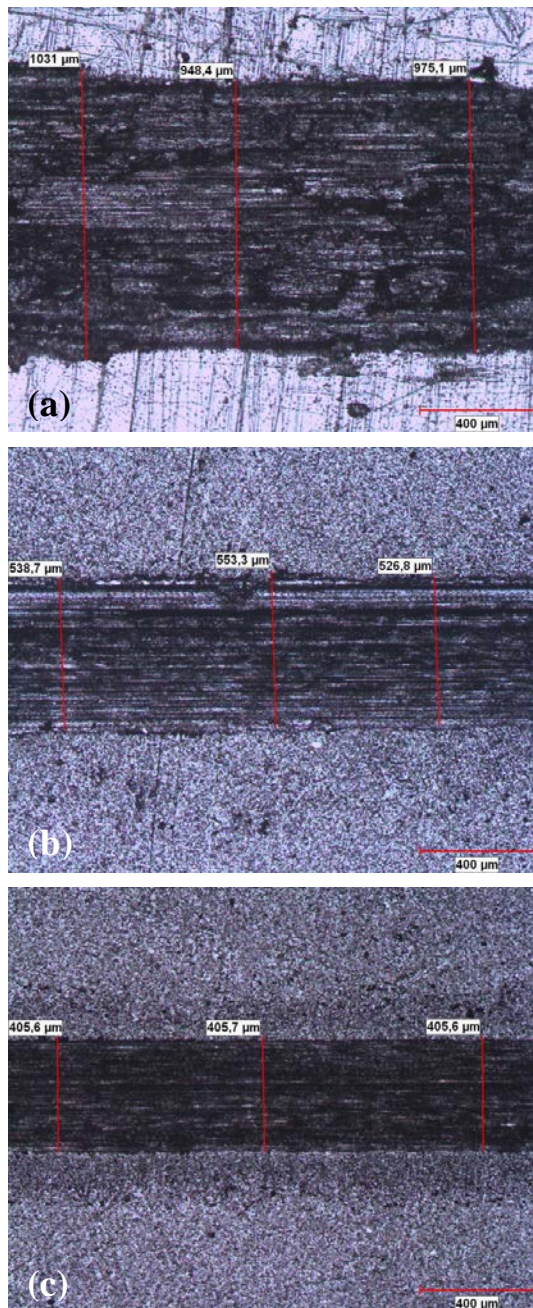 1031 µm
948,4 µm
975,1 µm
(a)
400 µm
538,7 µm
553,3 µm
526,8 µm
(b)
400 µm
405,6 µm
405,7 µm
405,6 µm
(c)
400 µm